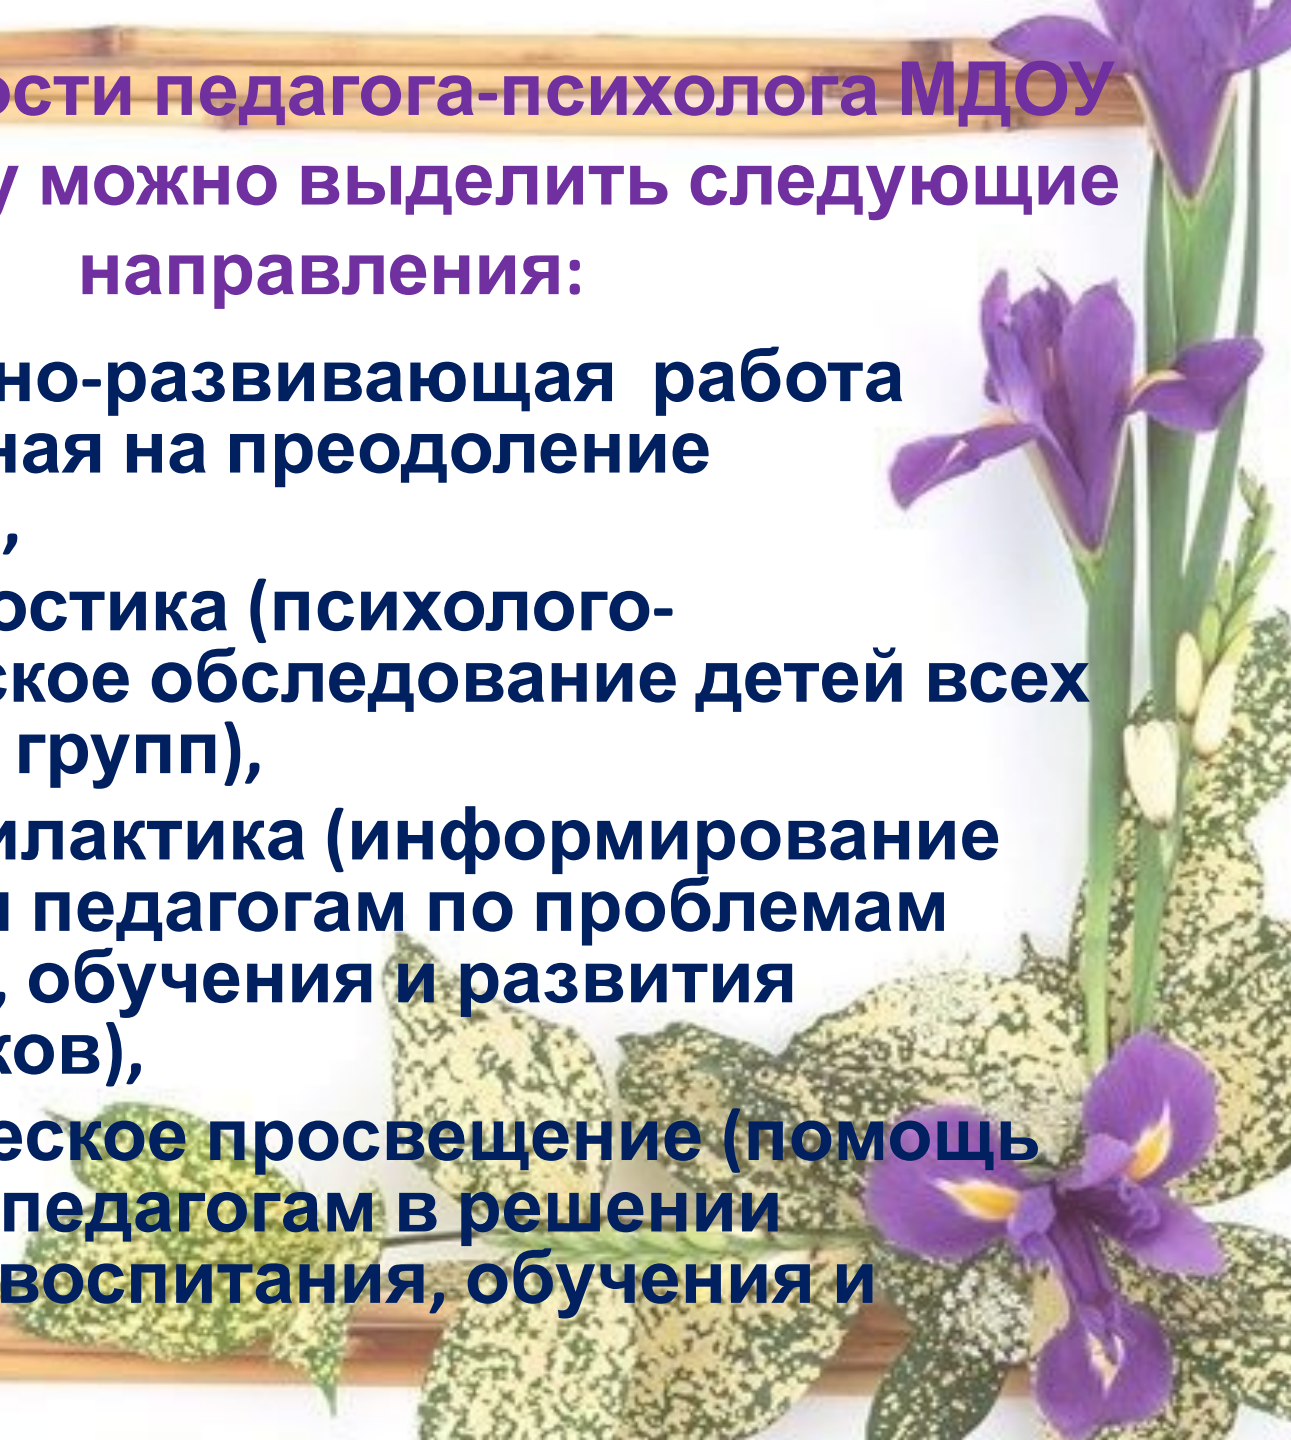 ости педагога-психолога МДОУ
у можно выделить следующие
направления:
но-развивающая работа
ная на преодоление
,
остика (психолого-
ское обследование детей всех
групп),
илактика (информирование
педагогам по проблемам
, обучения и развития
ков),
еское просвещение (помощь
педагогам в решении
воспитания, обучения и